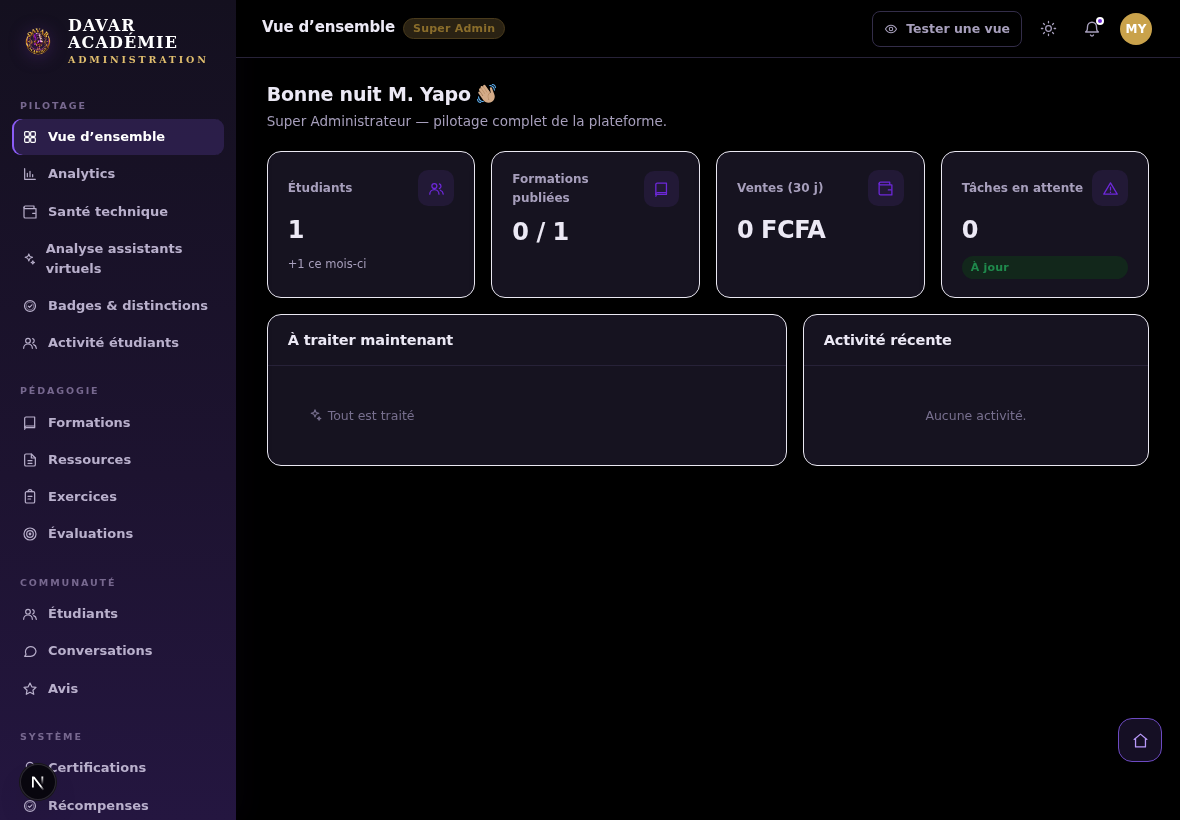 DAVAR
ACADÉMIE
ADMINISTRATION
PILOTAGE
Vue d’ensemble
Analytics
Santé technique
Analyse assistants
virtuels
Badges & distinctions
Activité étudiants
PÉDAGOGIE
Formations
Ressources
Exercices
Évaluations
COMMUNAUTÉ
Étudiants
Conversations
Avis
SYSTÈME
Certifications
N
Récompenses
Vue d’ensemble
Super Admin
Tester une vue
MY
Bonne nuit M. Yapo 👋
Super Administrateur — pilotage complet de la plateforme.
Étudiants
1
+1 ce mois-ci
Formations
publiées
0 / 1
Ventes (30 j)
0 FCFA
Tâches en attente
0
À jour
À traiter maintenant
Tout est traité
Activité récente
Aucune activité.